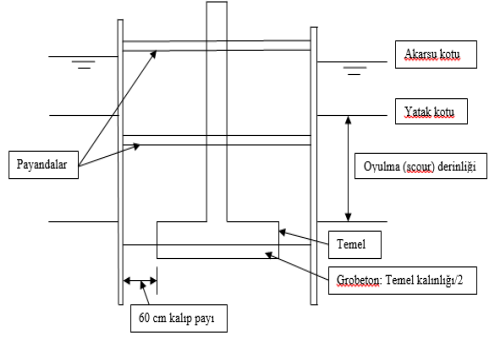 Akarsu kotu
Yatak kotu
Payandalar
Oyulma (scour) derinliği
Temel
Grobeton: Temel kalınlığı/2
60 cm kalıp payı